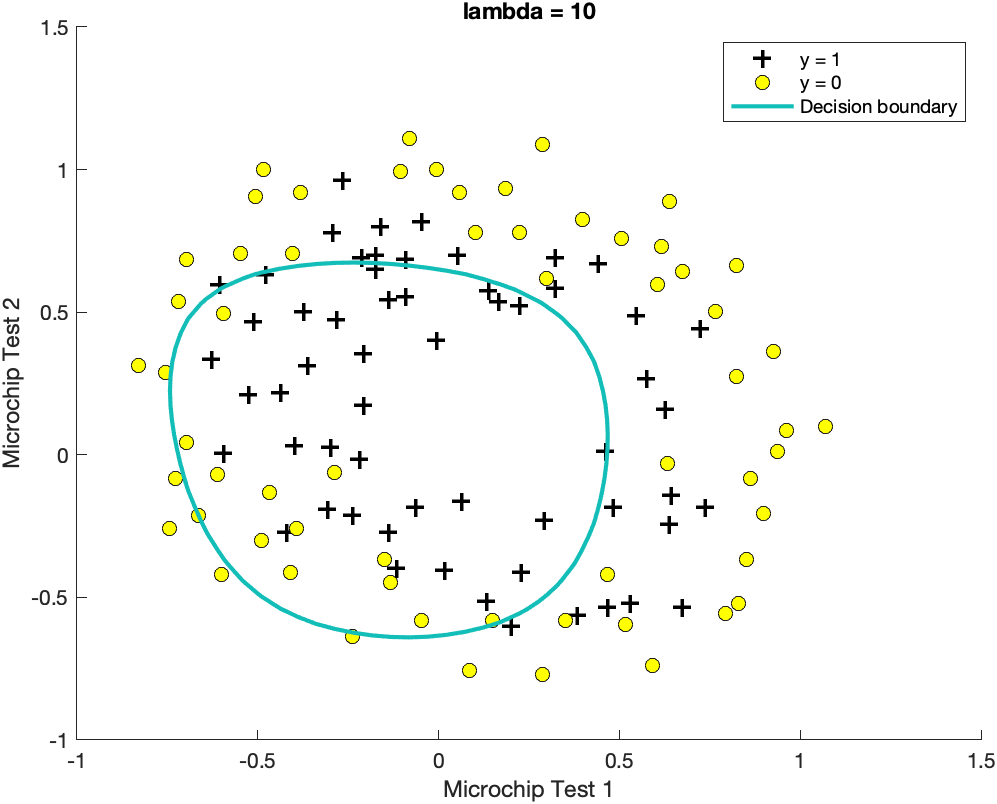 lambda = 10
y = 1
y = 0
Decision boundary
1.5
1
0.5
0
-0.5
-1
Microchip Test 2
-1
-0.5
0
0.5
1
1.5
Microchip Test 1